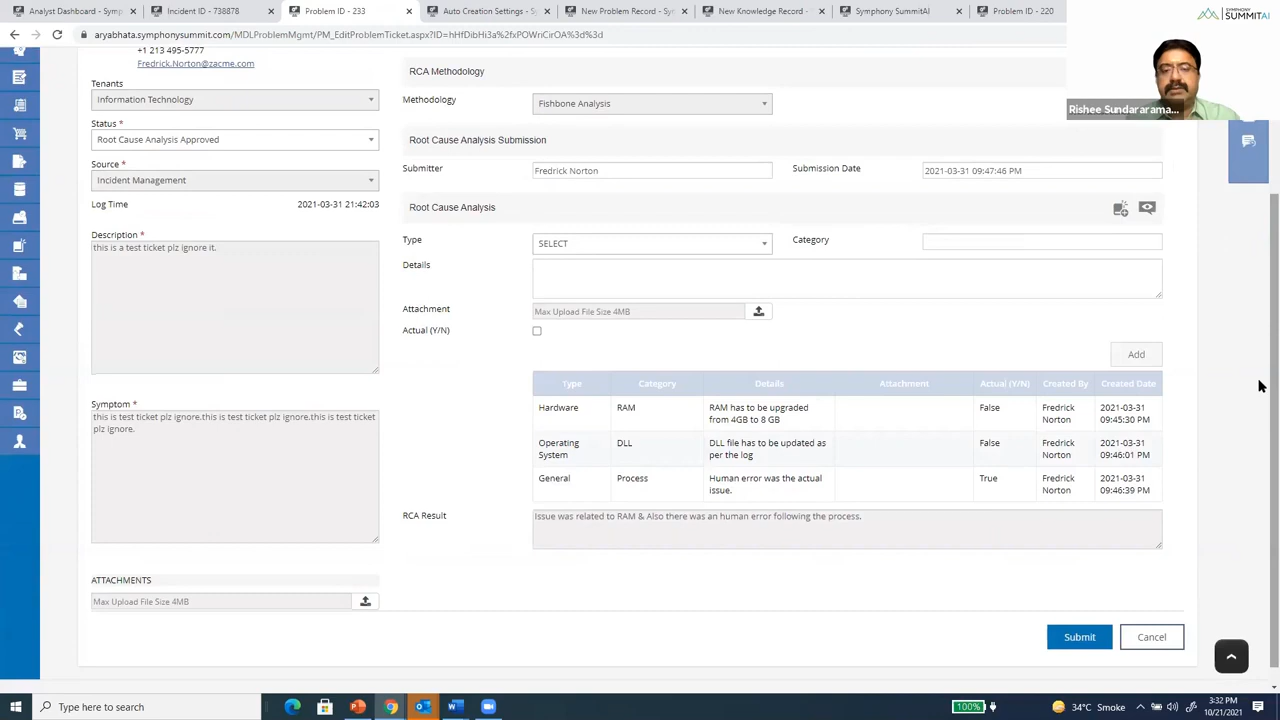 Analyst Dashboard - Symp
Incident ID - 738878
Problem ID - 233
Auto Creation Settings - Sy
New Problem Record - Sym
New Knowledge Record -
Symphony SummitAI
Problem ID - 220
aryabhata.symphonysummit.com/MDLProblemMgmt/PM_EditProblemTicket.aspx?ID=hHfDibHi3a%2fxPOWriCirOA%3d%3d
SYMPHONY
SUMMITAI
Rishee Sundararama...
+1 213 495-5777
Fredrick.Norton@zacme.com
Tenants
Information Technology
Status *
Root Cause Analysis Approved
Source *
Incident Management
Log Time 2021-03-31 21:42:03
Description *
this is a test ticket plz ignore it.
Symptom *
this is test ticket plz ignore.this is test ticket plz ignore.this is test ticket
plz ignore.
ATTACHMENTS
Max Upload File Size 4MB
RCA Methodology
Methodology Fishbone Analysis
Root Cause Analysis Submission
Submitter Fredrick Norton Submission Date 2021-03-31 09:47:46 PM
Root Cause Analysis
Type SELECT Category
Details
Attachment Max Upload File Size 4MB
Actual (Y/N)
Add
Type Category Details Attachment Actual (Y/N) Created By Created Date
Hardware RAM RAM has to be upgraded False Fredrick 2021-03-31
from 4GB to 8 GB Norton 09:45:30 PM
Operating DLL DLL file has to be updated as False Fredrick 2021-03-31
System per the log Norton 09:46:01 PM
General Process Human error was the actual True Fredrick 2021-03-31
issue. Norton 09:46:39 PM
RCA Result Issue was related to RAM & Also there was an human error following the process.
Submit Cancel
Type here to search
100%
34°C Smoke
3:32 PM
10/21/2021